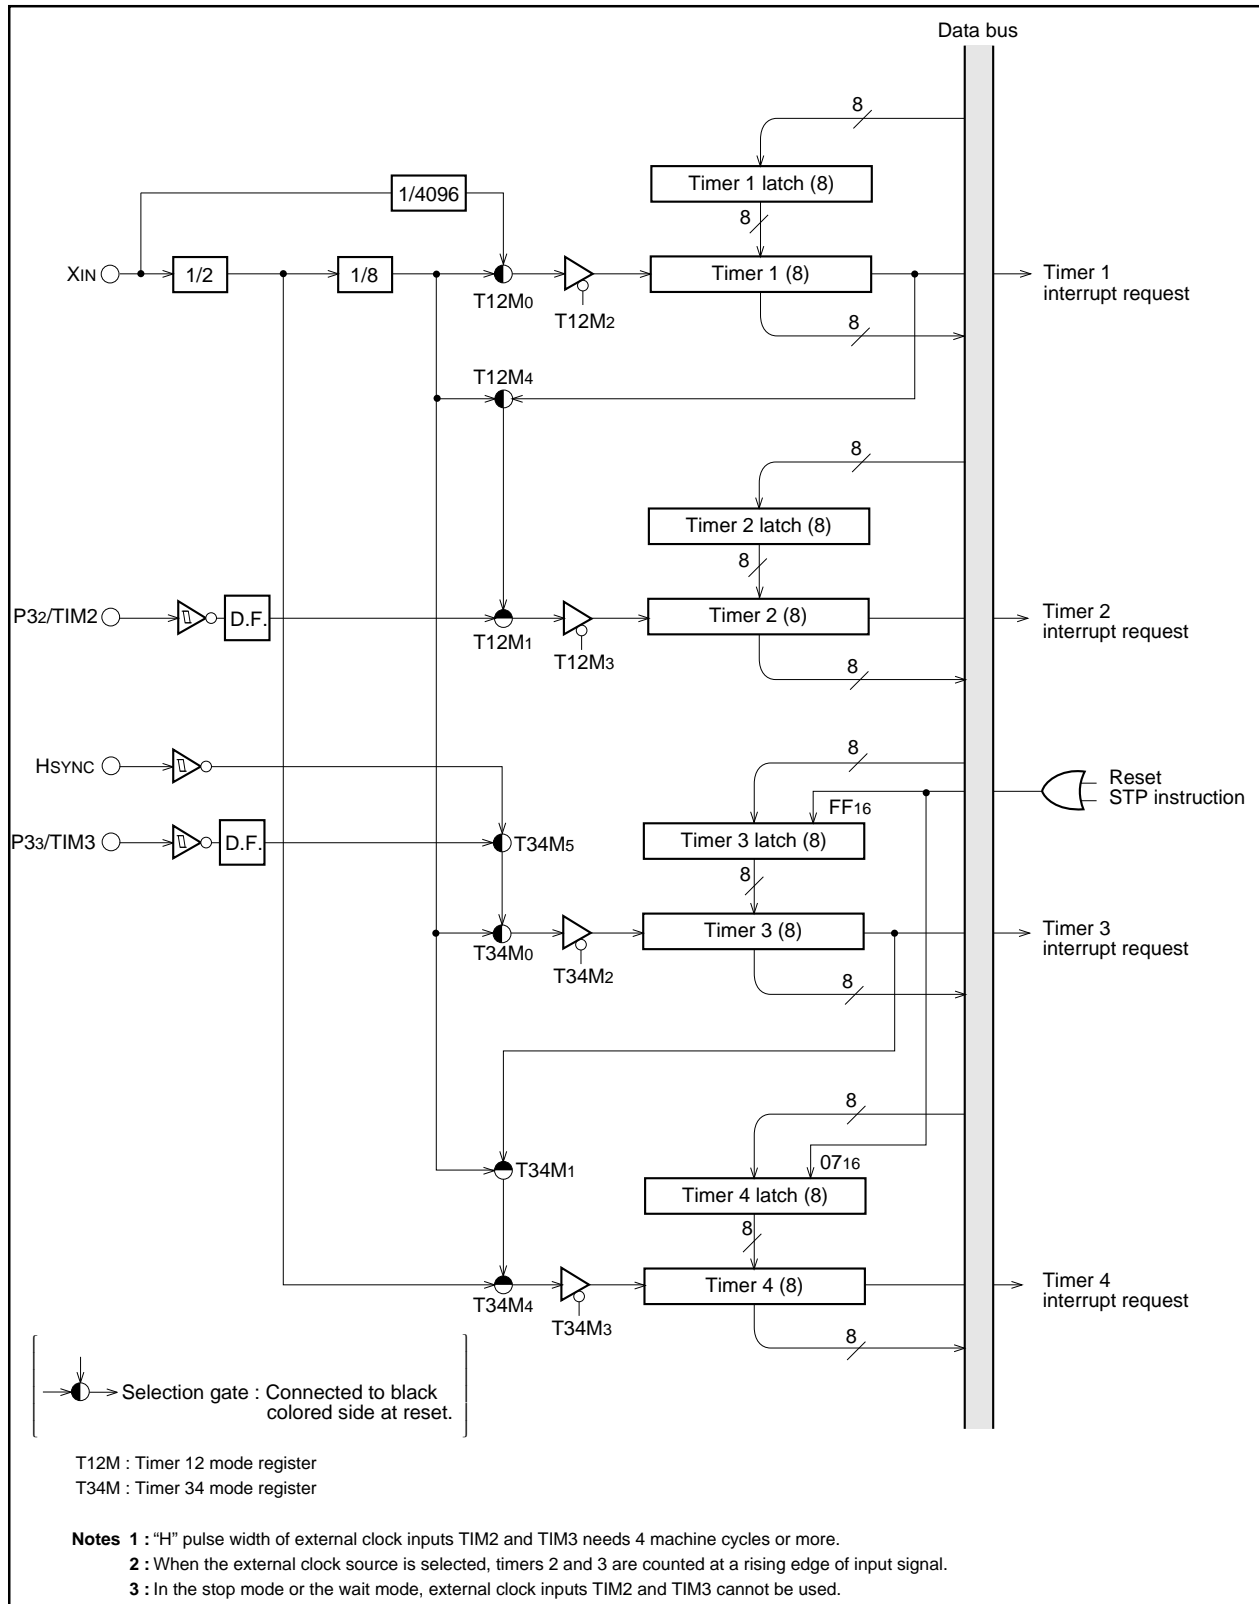 Data bus
8
Timer 1 latch (8)
1/4096
8
XIN
1/2
1/8
Timer 1 (8)
Timer 1
interrupt request
T12M0
T12M2
8
T12M4
8
Timer 2 latch (8)
8
P32/TIM2
D.F.
Timer 2 (8)
Timer 2
interrupt request
T12M1
T12M3
8
HSYNC
8
Reset
STP instruction
FF16
P33/TIM3
D.F.
T34M5
Timer 3 latch (8)
8
Timer 3 (8)
Timer 3
interrupt request
T34M0
T34M2
8
8
0716
T34M1
Timer 4 latch (8)
8
Timer 4 (8)
Timer 4
interrupt request
T34M4
T34M3
8
Selection gate : Connected to black
colored side at reset.
T12M : Timer 12 mode register
T34M : Timer 34 mode register
Notes 1 : “H” pulse width of external clock inputs TIM2 and TIM3 needs 4 machine cycles or more.
2 : When the external clock source is selected, timers 2 and 3 are counted at a rising edge of input signal.
3 : In the stop mode or the wait mode, external clock inputs TIM2 and TIM3 cannot be used.